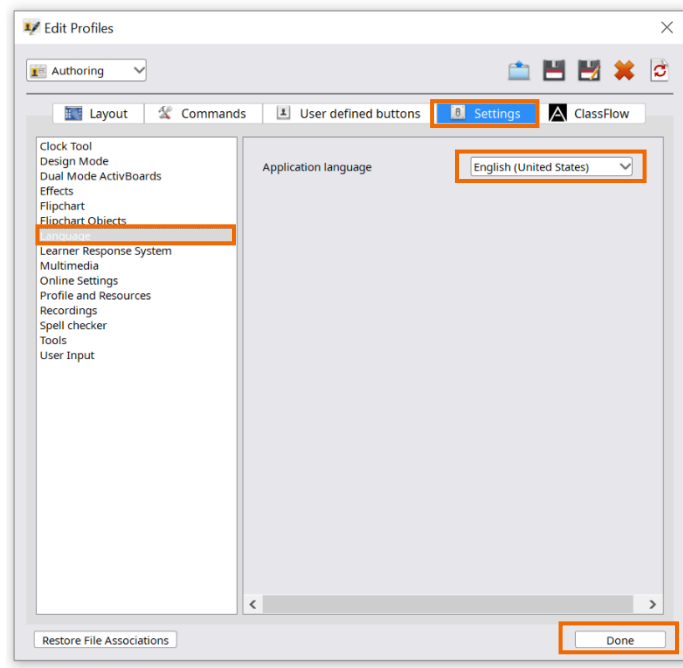 Edit Profiles
Authoring
Layout
Commands
User defined buttons
Settings
ClassFlow
Clock Tool
Design Mode
Dual Mode ActivBoards
Effects
Flipchart
Flipchart Objects
Language
Learner Response System
Multimedia
Online Settings
Profile and Resources
Recordings
Spell checker
Tools
User Input
Application language
English (United States)
Restore File Associations
Done